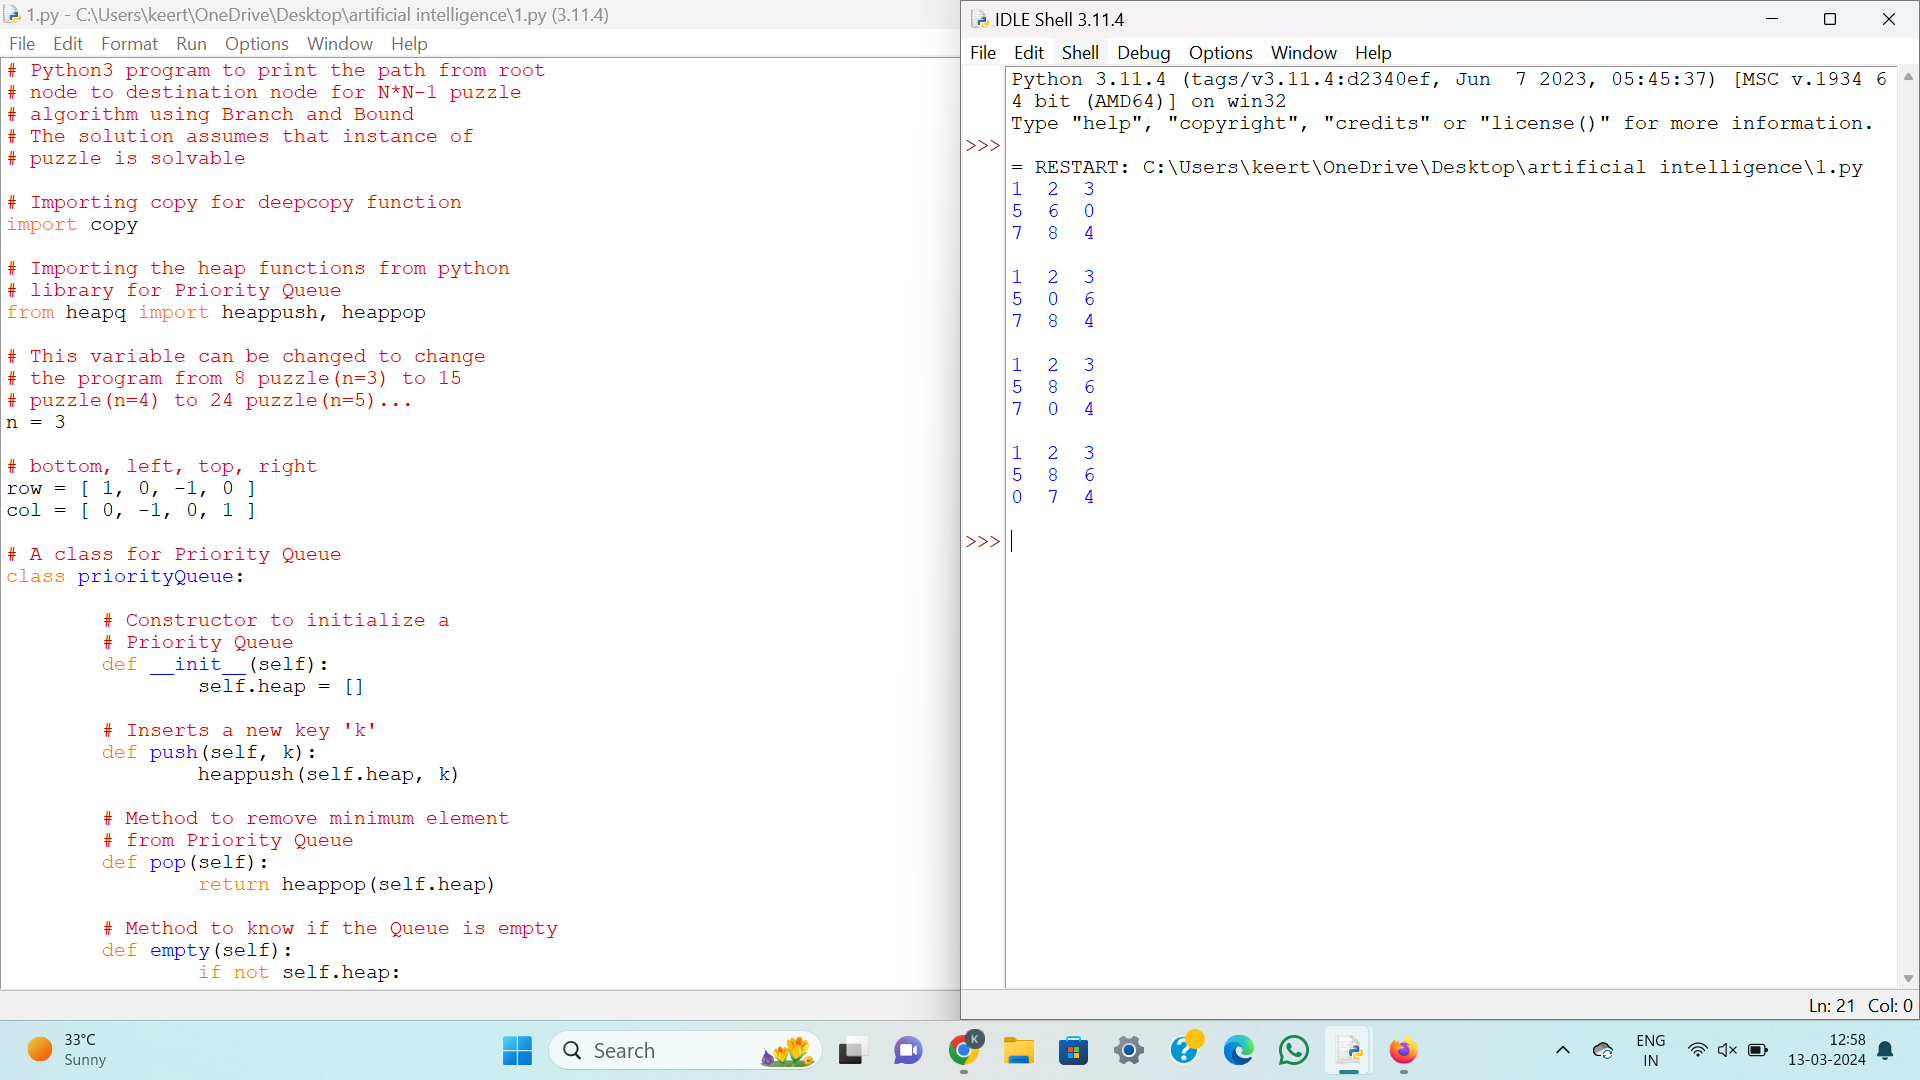 1.py - C:\Users\keert\OneDrive\Desktop\artificial intelligence\1.py (3.11.4)
File Edit Format Run Options Window Help
# Python3 program to print the path from root
# node to destination node for N*N-1 puzzle
# algorithm using Branch and Bound
# The solution assumes that instance of
# puzzle is solvable
# Importing copy for deepcopy function
import copy
# Importing the heap functions from python
# library for Priority Queue
from heapq import heappush, heappop
# This variable can be changed to change
# the program from 8 puzzle(n=3) to 15
# puzzle(n=4) to 24 puzzle(n=5)...
n = 3
# bottom, left, top, right
row = [ 1, 0, -1, 0 ]
col = [ 0, -1, 0, 1 ]
# A class for Priority Queue
class priorityQueue:
# Constructor to initialize a
# Priority Queue
def __init__(self):
self.heap = []
# Inserts a new key 'k'
def push(self, k):
heappush(self.heap, k)
# Method to remove minimum element
# from Priority Queue
def pop(self):
return heappop(self.heap)
# Method to know if the Queue is empty
def empty(self):
if not self.heap:
IDLE Shell 3.11.4
File Edit Shell Debug Options Window Help
Python 3.11.4 (tags/v3.11.4:d2340ef, Jun  7 2023, 05:45:37) [MSC v.1934 6
4 bit (AMD64)] on win32
Type "help", "copyright", "credits" or "license()" for more information.
>>>
= RESTART: C:\Users\keert\OneDrive\Desktop\artificial intelligence\1.py
1 2 3
5 6 0
7 8 4
1 2 3
5 0 6
7 8 4
1 2 3
5 8 6
7 0 4
1 2 3
5 8 6
0 7 4
>>>
Ln: 21 Col: 0
33°C
Sunny
Search
K
ENG
IN
12:58
13-03-2024